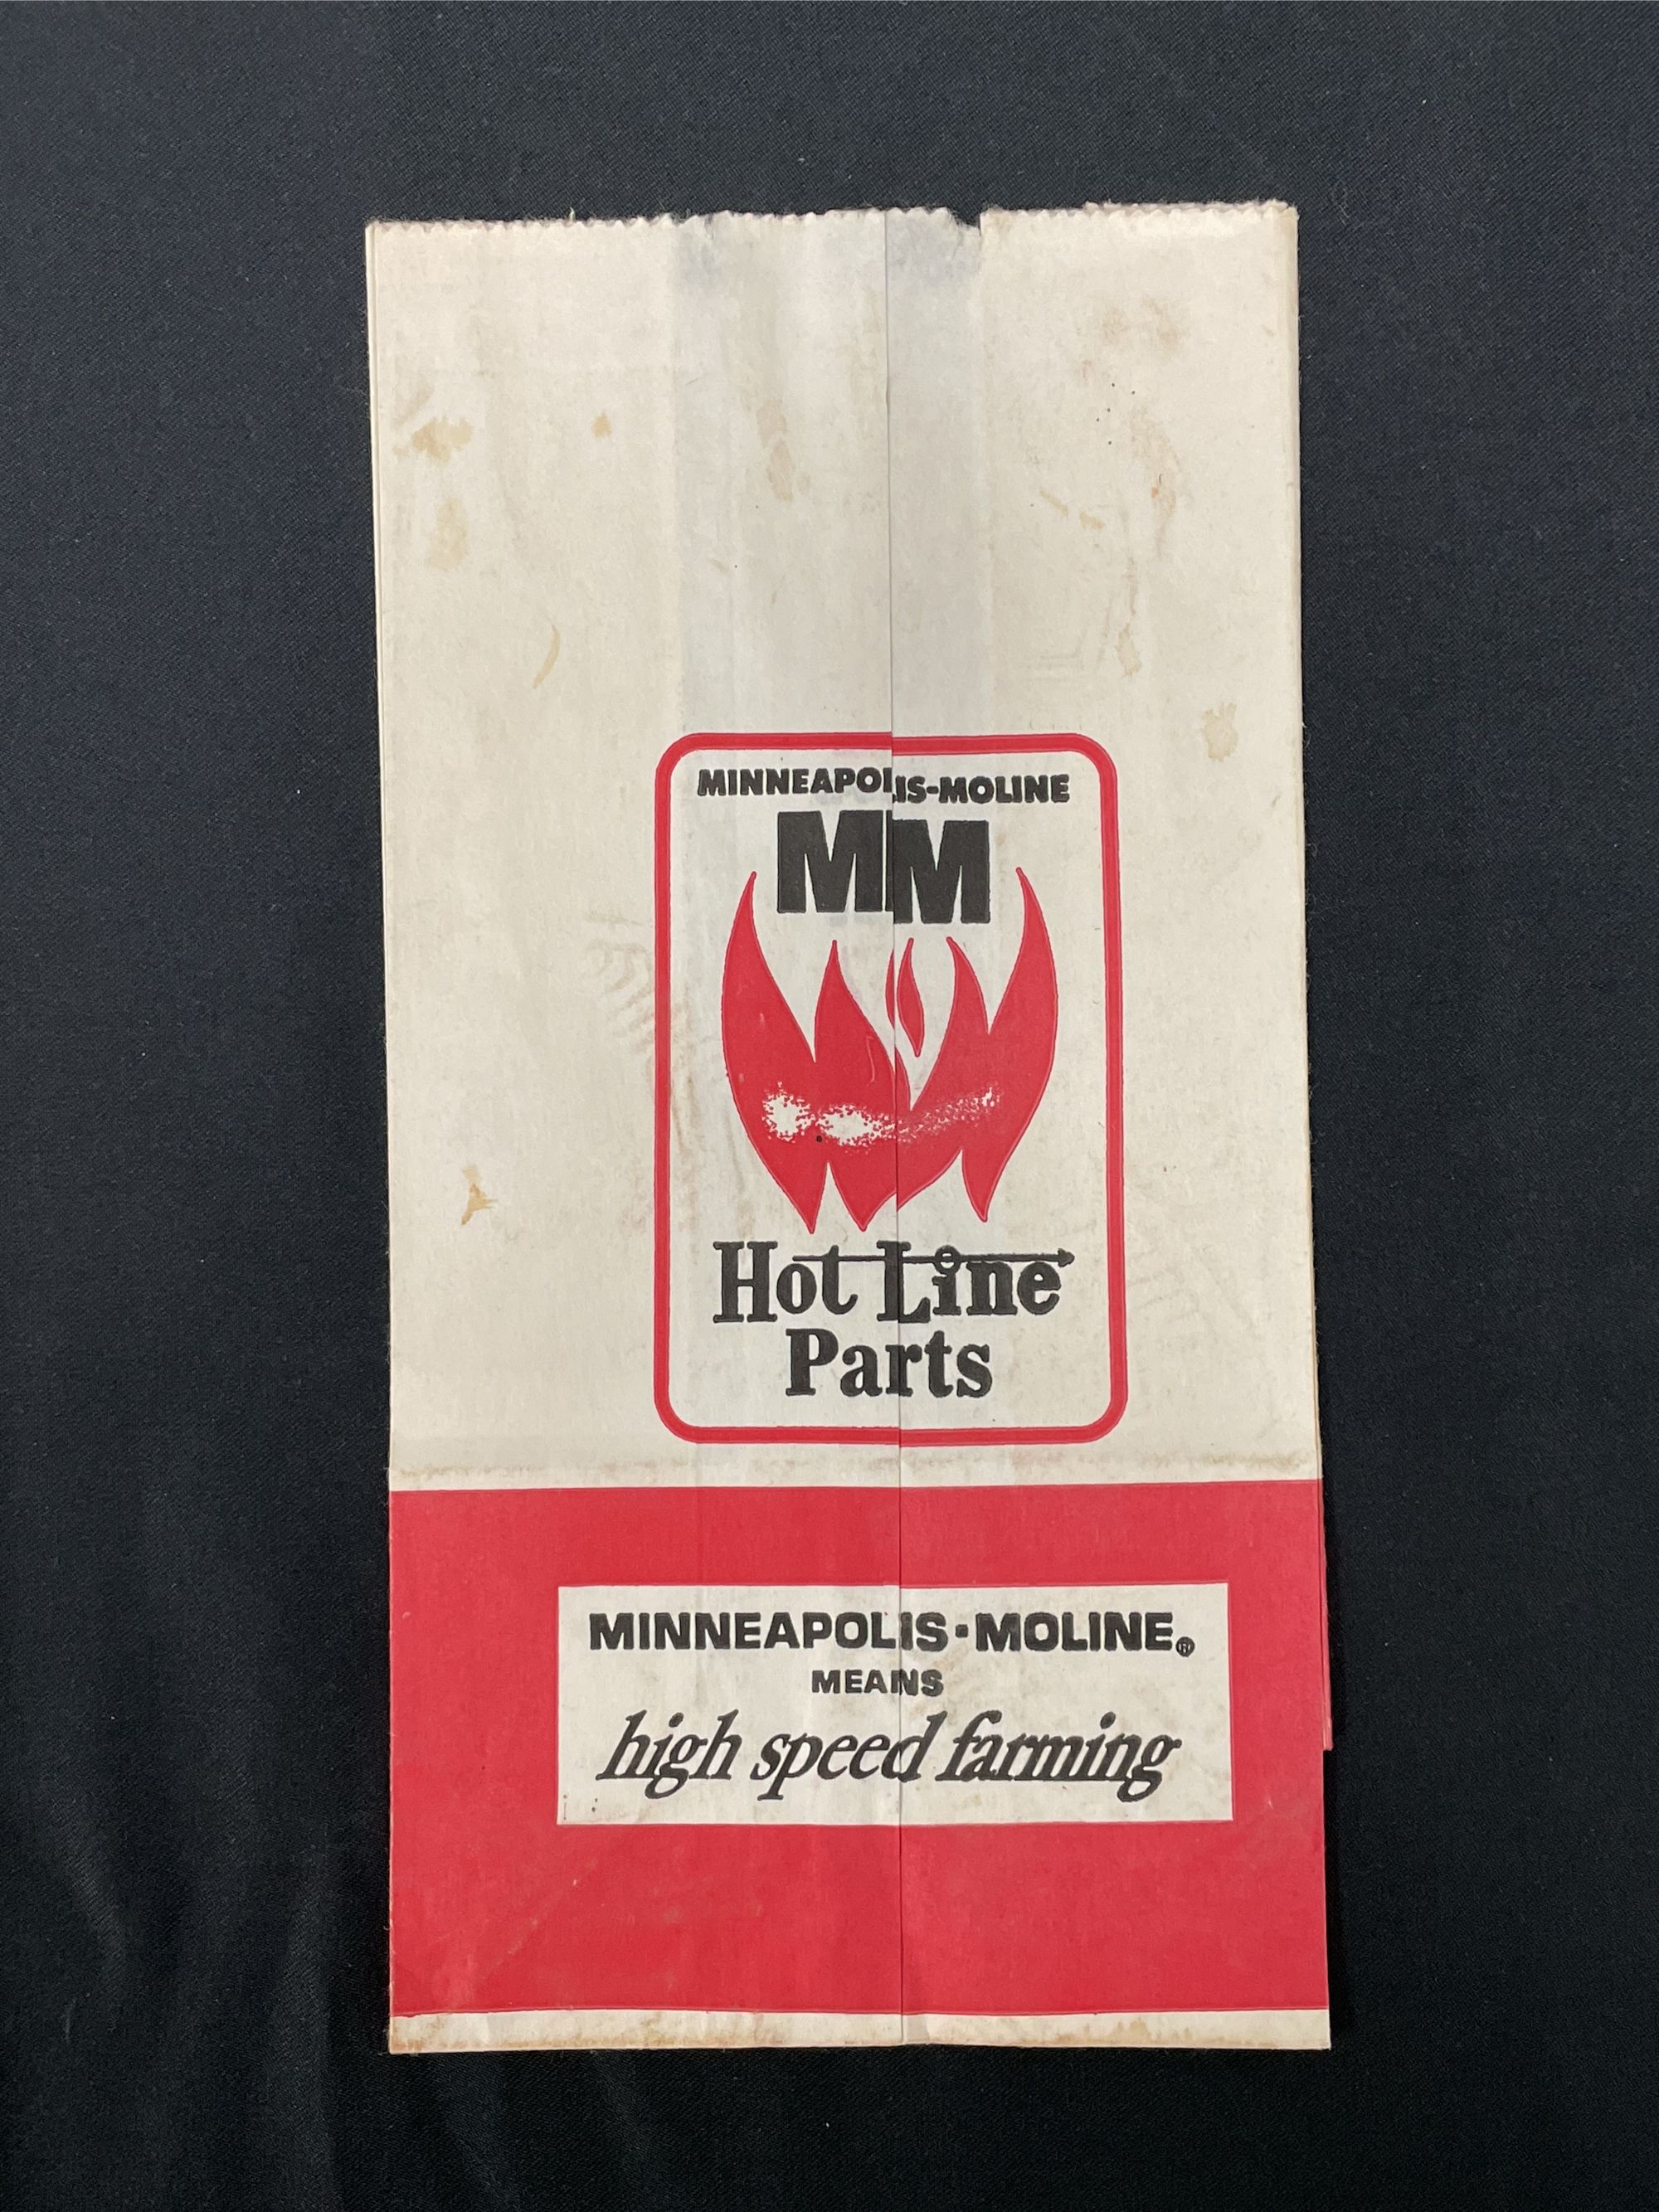 MINNEAPOLIS-MOLINE
MM
Hot Line
Parts
MINNEAPOLIS-MOLINE®
MEANS
high speed farming